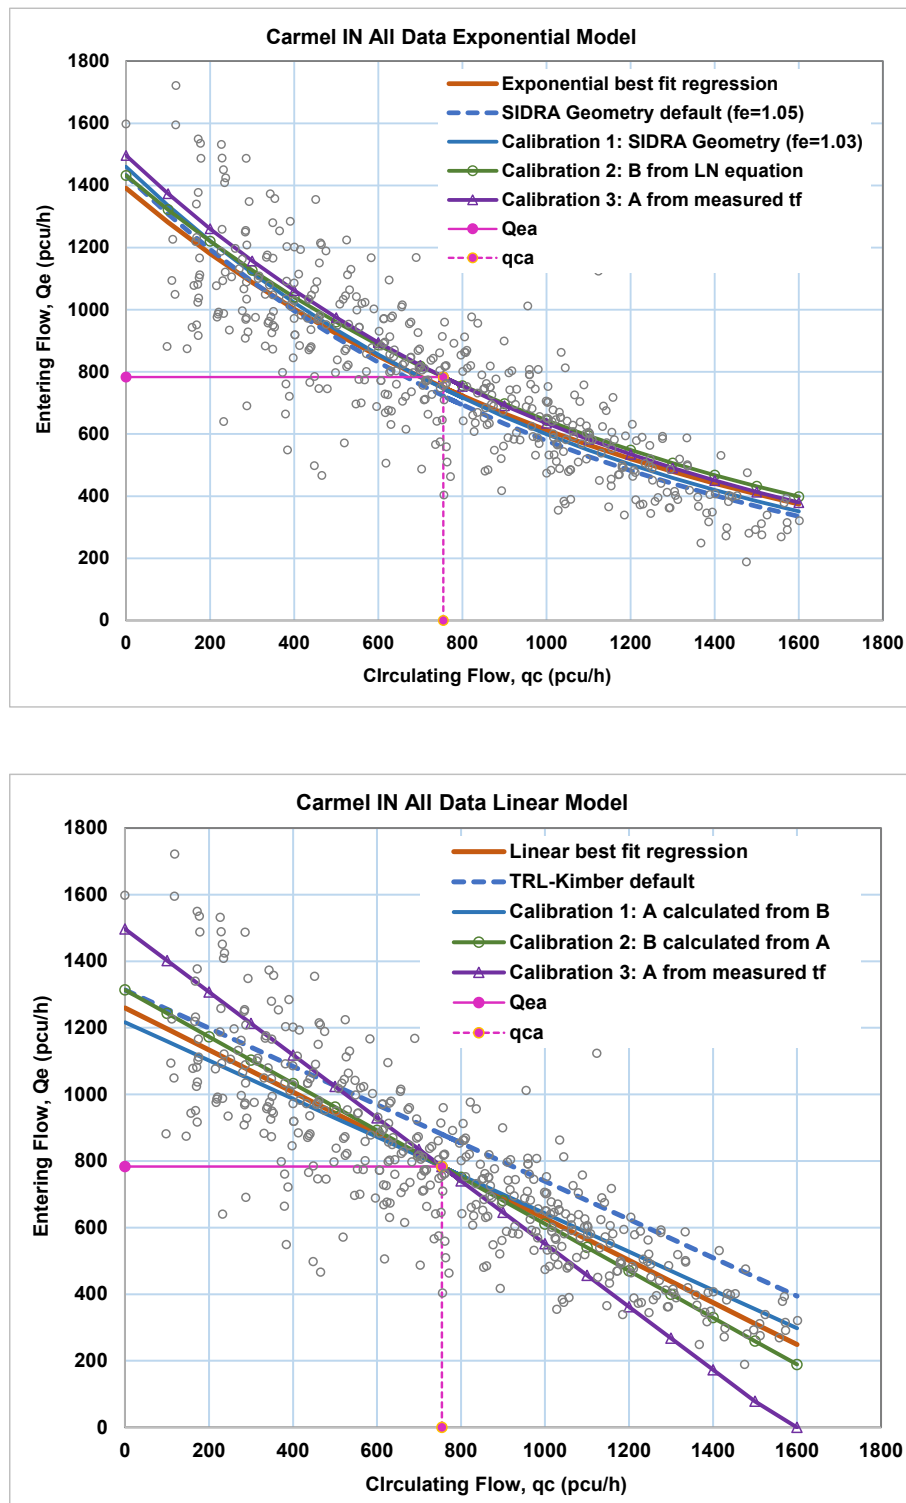 Carmel IN All Data Exponential Model
1800
1600
1400
1200
1000
800
600
400
200
0
Entering Flow, Qe (pcu/h)
Exponential best fit regression
SIDRA Geometry default (fe=1.05)
Calibration 1: SIDRA Geometry (fe=1.03)
Calibration 2: B from LN equation
Calibration 3: A from measured tf
Qea
qca
0 200 400 600 800 1000 1200 1400 1600 1800
CIrculating Flow, qc (pcu/h)
Carmel IN All Data Linear Model
1800
1600
1400
1200
1000
800
600
400
200
0
Entering Flow, Qe (pcu/h)
Linear best fit regression
TRL-Kimber default
Calibration 1: A calculated from B
Calibration 2: B calculated from A
Calibration 3: A from measured tf
Qea
qca
0 200 400 600 800 1000 1200 1400 1600 1800
CIrculating Flow, qc (pcu/h)